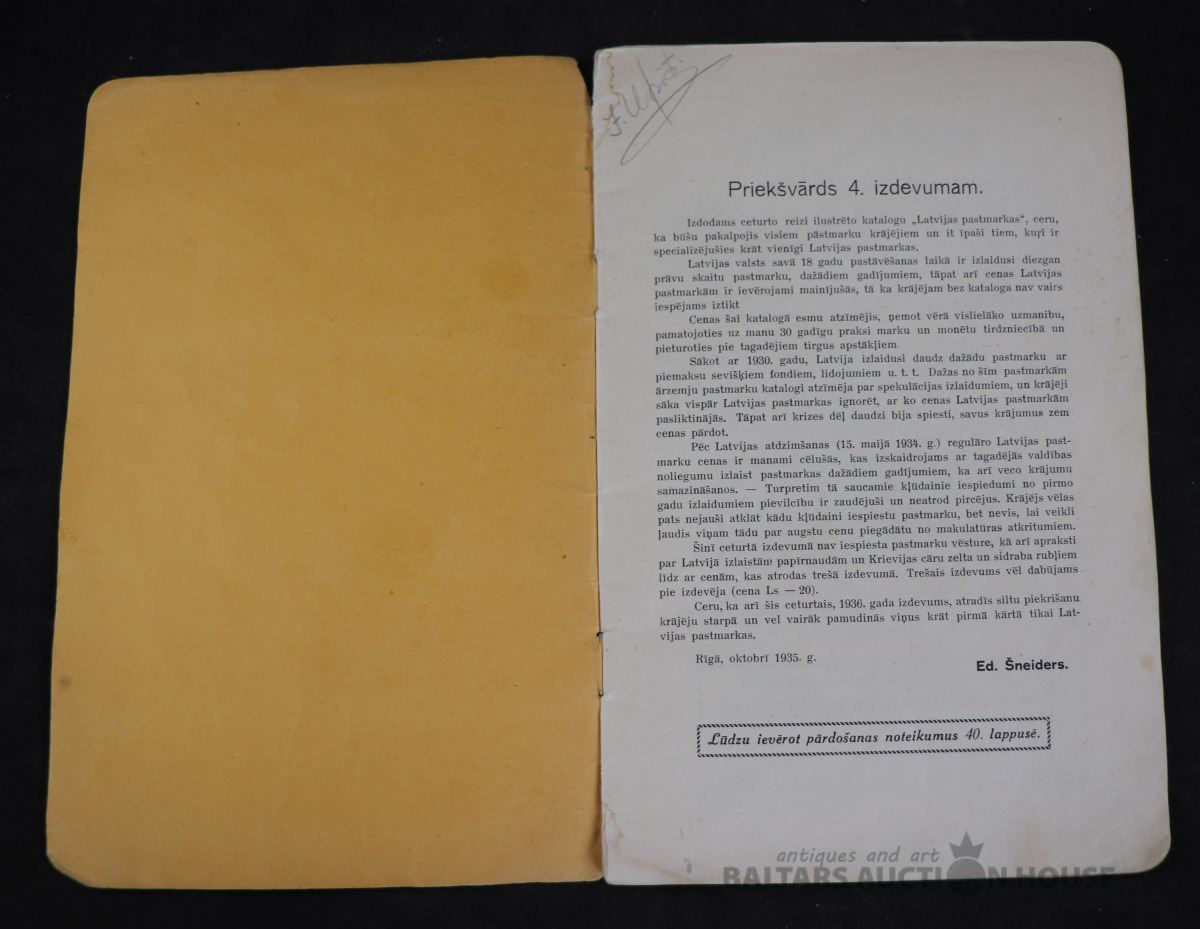 Priekšvārds 4. izdevumam.
Izdodams ceturto reizi ilustrēto katalogu „Latvijas pastmarkas“, ceru,
ka būšu pakalpojis visiem pāstmarku krājējiem un it īpaši tiem, kuŗi ir
specializējušies krāt vienīgi Latvijas pastmarkas.
Latvijas valsts savā 18 gadu pastāvēšanas laikā ir izlaidusi diezgan
prāvu skaitu pastmarku, dažādiem gadījumiem, tāpat arī cenas Latvijas
pastmarkām ir ievērojami mainījušās, tā ka krājējam bez kataloga nav vairs
iespējams iztikt
Cenas šai katalogā esmu atzīmējis, ņemot vērā vislielāko uzmanību,
pamatojoties uz manu 30 gadīgu praksi marku un monētu tirdzniecībā un
pieturoties pie tagadējiem tirgus apstākļiem
Sākot ar 1930. gadu, Latvija izlaidusi daudz dažādu pastmarku ar
piemaksu sevišķiem fondiem, lidojumiem u. t. t. Dažas no šīm pastmarkām
ārzemju pastmarku katalogi atzīmēja par spekulācijas izlaidumiem, un krājēji
sāka vispār Latvijas pastmarkas ignorēt, ar ko cenas Latvijas pastmarkām
pasliktinājās. Tāpat arī krizes dēļ daudzi bija spiesti, savus krājumus zem
cenas pārdot.
Pēc Latvijas atdzimšanas (15. maijā 1934. g.) regulāro Latvijas past-
marku cenas ir manami cēlušās, kas izskaidrojams ar tagadējās valdības
noliegumu izlaist pastmarkas dažādiem gadījumiem, ka arī veco krājumu
samazināšanos. — Turpretim tā saucamie kļūdainie iespiedumi no pirmo
gadu izlaidumiem pievilcību ir zaudējuši un neatrod pircējus. Krājējs vēlas
pats nejauši atklāt kādu kļūdaini iespiestu pastmarku, bet nevis, lai veikli
ļaudis viņam tādu par augstu cenu piegādātu no makulatūras atkritumiem.
Šinī ceturtā izdevumā nav iespiesta pastmarku vēsture, kā arī apraksti
par Latvijā izlaistām papīrnaudām un Krievijas cāru zelta un sidraba rubļiem
līdz ar cenām, kas atrodas trešā izdevumā. Trešais izdevums vēl dabūjams
pie izdevēja (cena Ls — 20).
Ceru, ka arī šis ceturtais, 1936. gada izdevums, atradīs siltu piekrišanu
krājēju starpā un vel vairāk pamudinās viņus krāt pirmā kārtā tikai Lat-
vijas pastmarkas.
Rīgā, oktobrī 1935. g.
Ed. Šneiders.
Lūdzu ievērot pārdošanas noteikumus 40. lappusē.
antiques and art
BALTARS AUCTION HOUSE